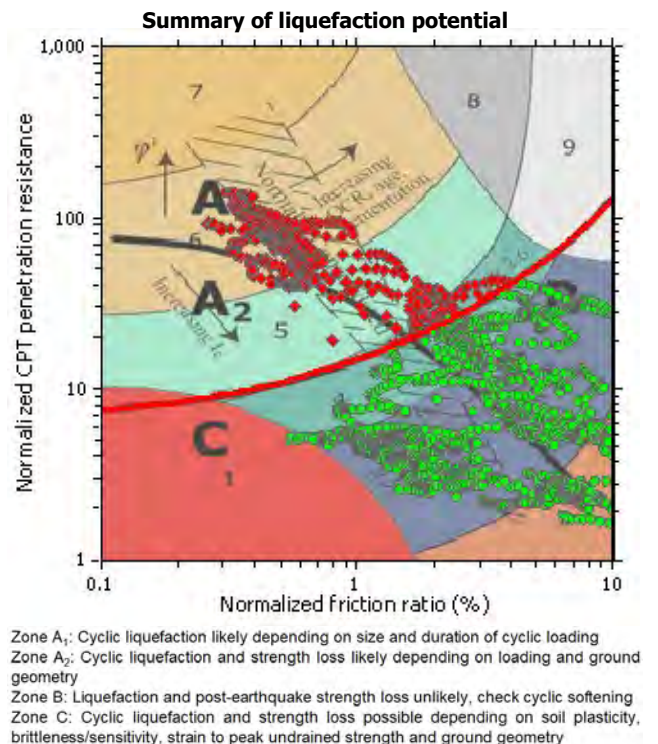 Summary of liquefaction potential
1,000
7
8
9
φ'
Increasing
OCR, age,
cementation
A
100
6
A2
Increasing Ic
5
10
C
1
1
0.1
1
10
Normalized CPT penetration resistance
Normalized friction ratio (%)
Zone A₁: Cyclic liquefaction likely depending on size and duration of cyclic loading
Zone A₂: Cyclic liquefaction and strength loss likely depending on loading and ground
geometry
Zone B: Liquefaction and post-earthquake strength loss unlikely, check cyclic softening
Zone C: Cyclic liquefaction and strength loss possible depending on soil plasticity,
brittleness/sensitivity, strain to peak undrained strength and ground geometry